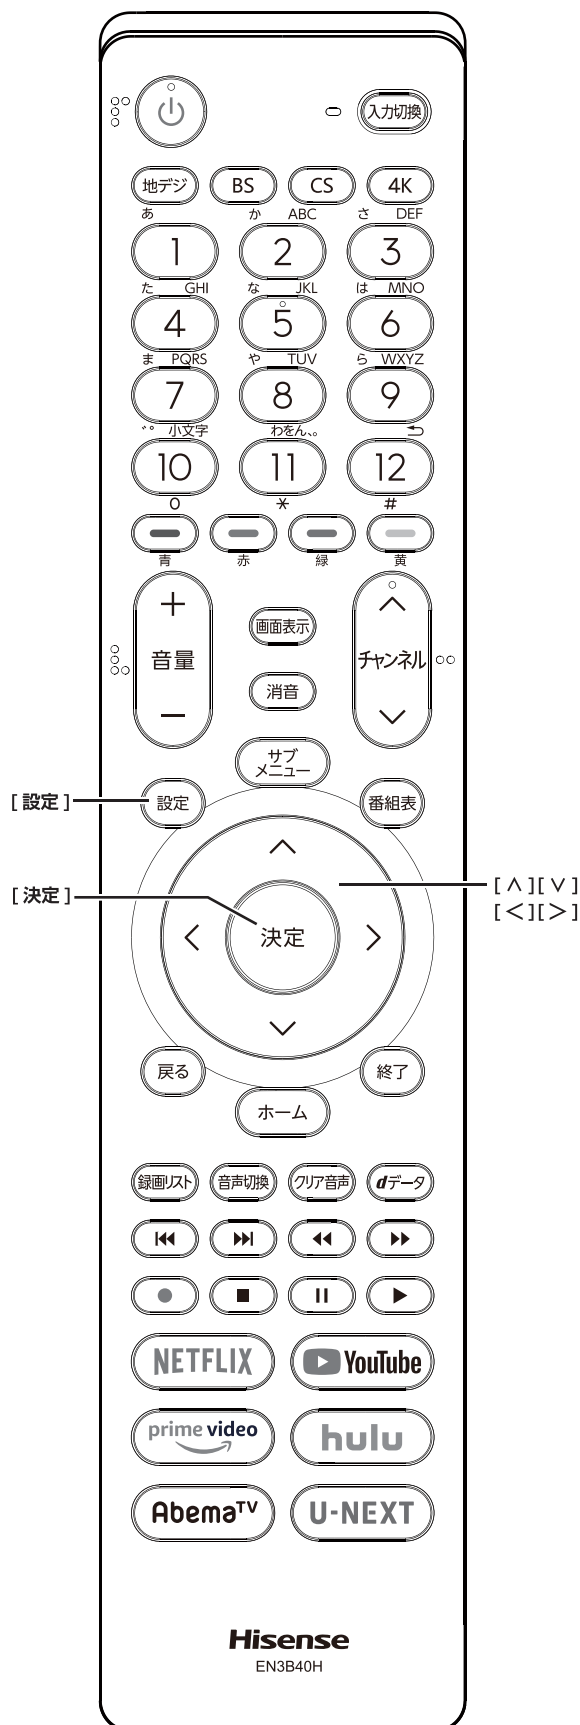 入力切換
地デジ BS CS 4K
あ か ABC さ DEF
1 2 3
た GHI な JKL は MNO
4 5 6
ま PQRS や TUV ら WXYZ
7 8 9
゛゜ 小文字 わをん、。
10 11 12
0 * #
青 赤 緑 黄
+
音量
-
画面表示
消音
チャンネル
サブ
メニュー
[ 設定 ] 設定 番組表
[ 決定 ] 決定
[ ∧ ][ ∨ ]
[ < ][ > ]
戻る 終了
ホーム
録画リスト 音声切換 クリア音声 dデータ
NETFLIX YouTube
prime video hulu
AbemaTV U-NEXT
Hisense
EN3B40H